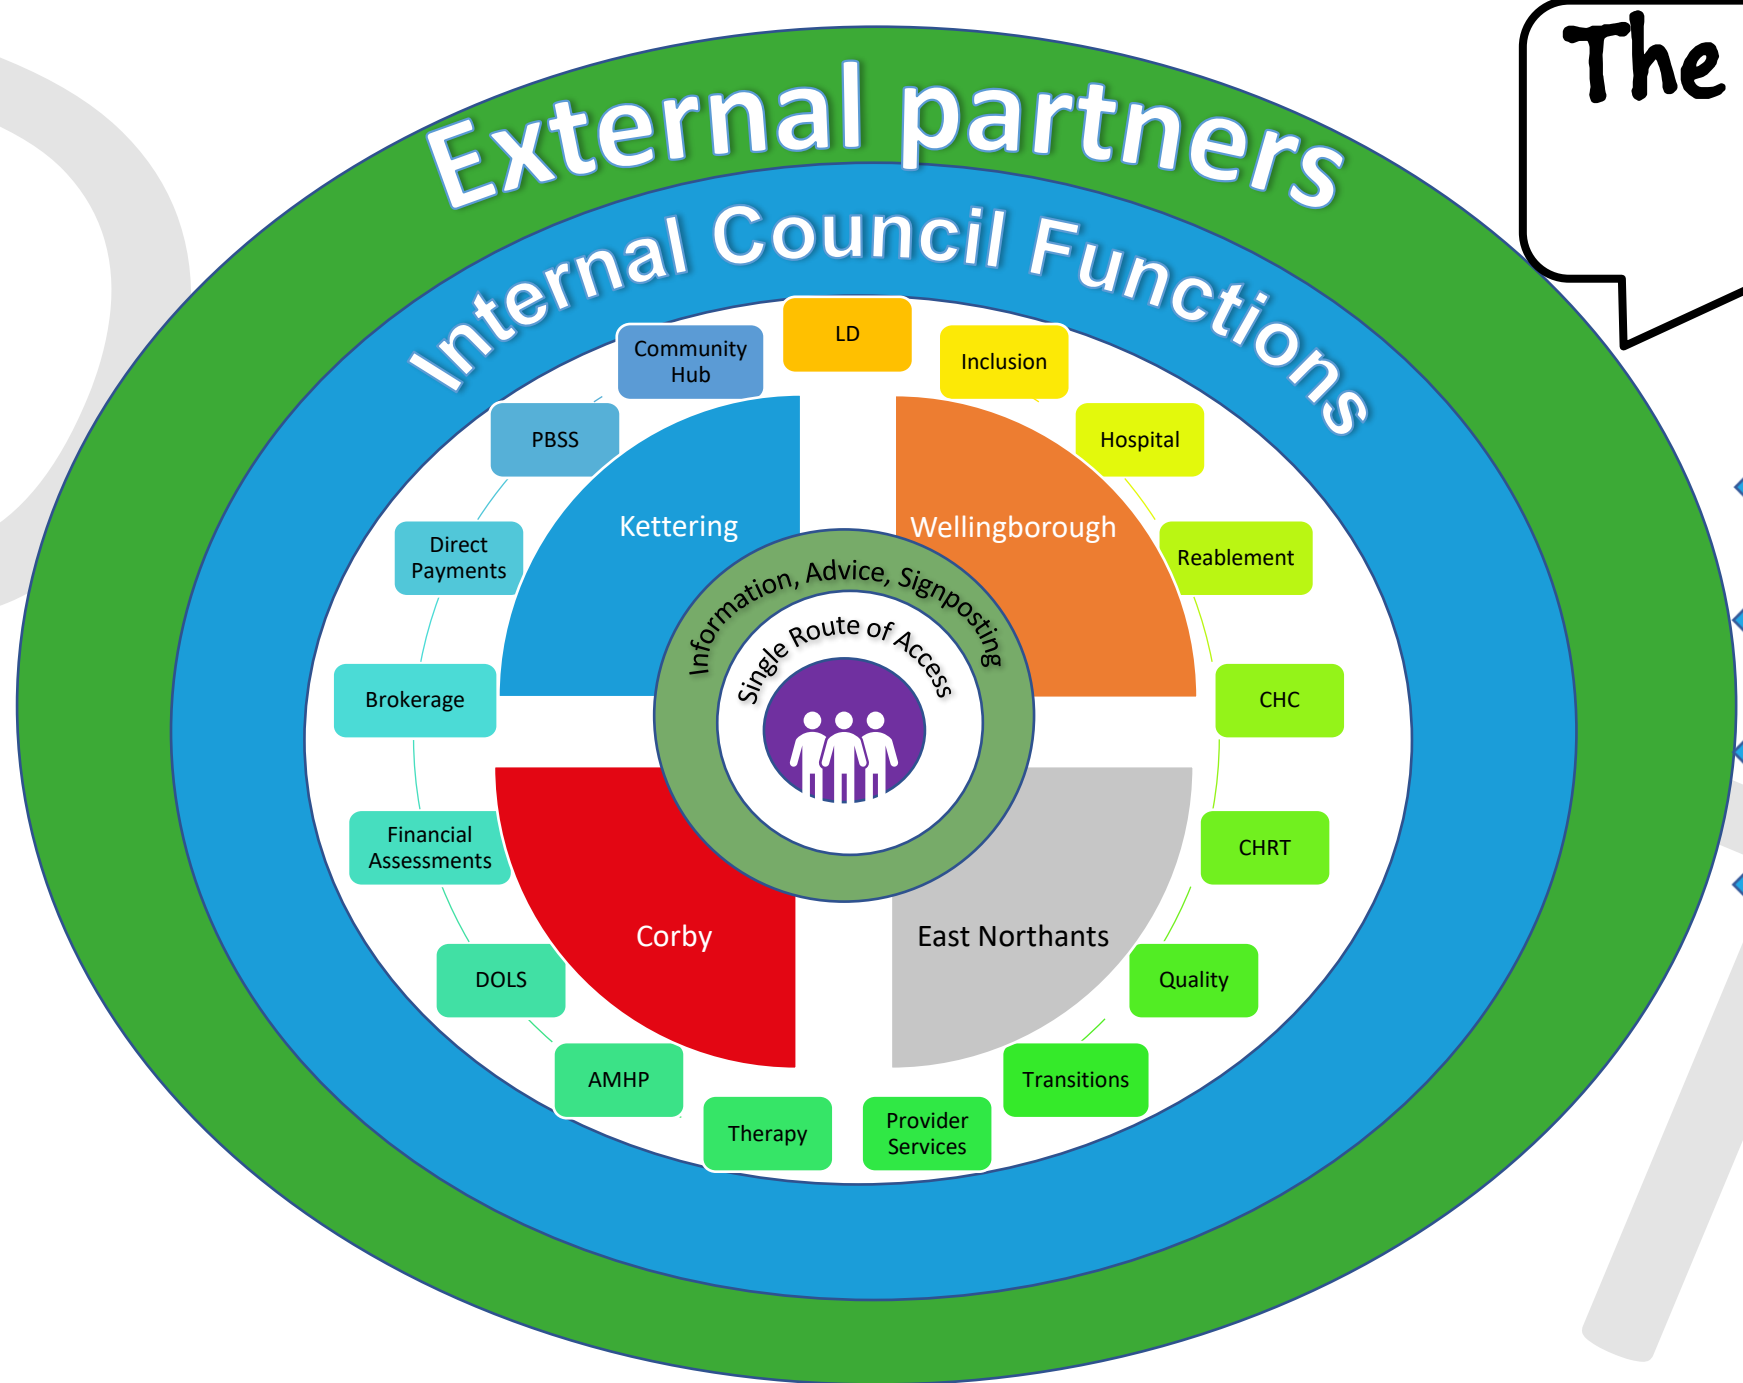 The
External partners
Internal Council Functions
LD
Inclusion
Hospital
Reablement
CHC
CHRT
Quality
Transitions
Provider
Services
Therapy
AMHP
DOLS
Financial
Assessments
Brokerage
Direct
Payments
PBSS
Community
Hub
Kettering
Wellingborough
Corby
East Northants
Information, Advice, Signposting
Single Route of Access